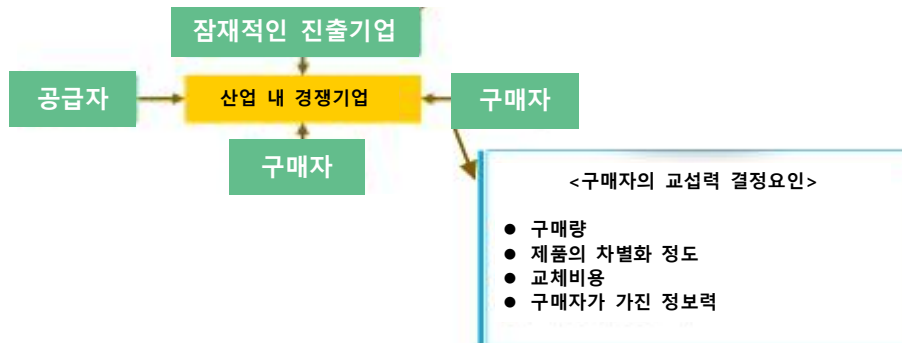 잠재적인 진출기업
공급자
산업 내 경쟁기업
구매자
구매자
<구매자의 교섭력 결정요인>
● 구매량
● 제품의 차별화 정도
● 교체비용
● 구매자가 가진 정보력